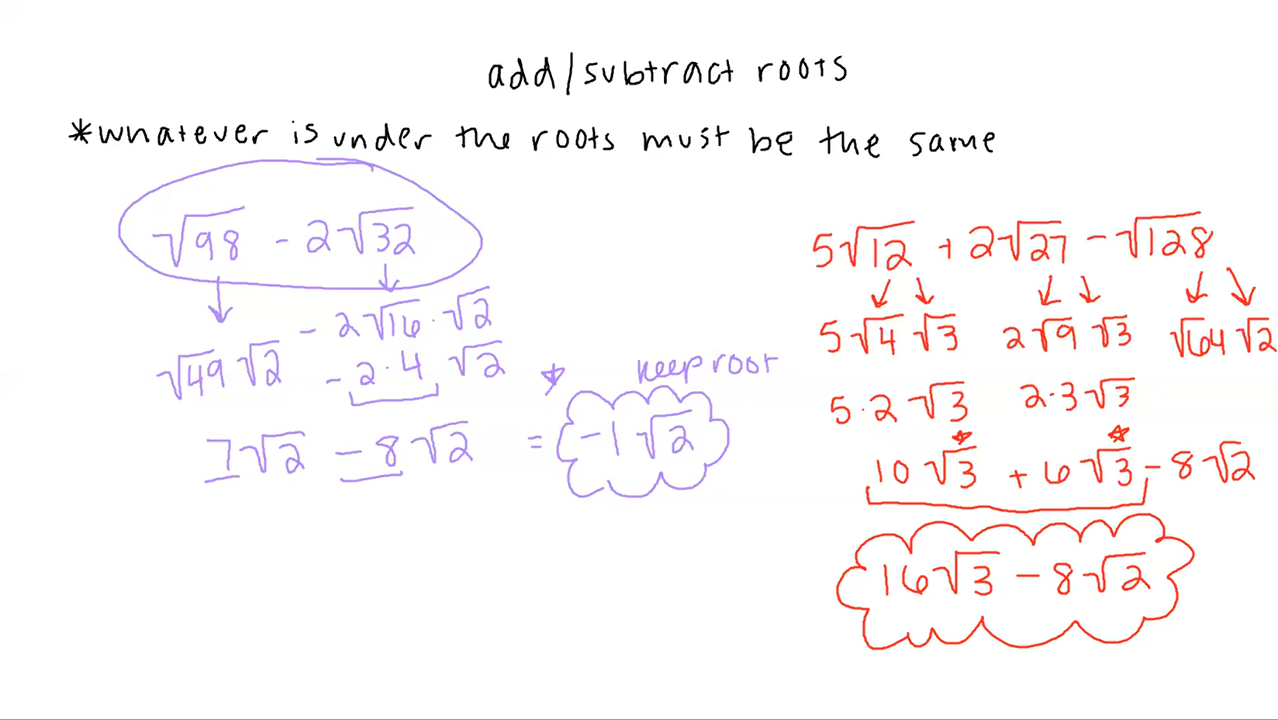 add/subtract roots
*whatever is under the roots must be the same
√98 - 2√32
- 2√16 · √2
√49 √2
- 2 · 4 √2
7√2 - 8√2 = -1√2
keep root
5√12 + 2√27 - √128
5√4 √3 2√9 √3 √64 √2
5·2 √3 2·3 √3
10√3 + 6√3 - 8√2
16√3 - 8√2